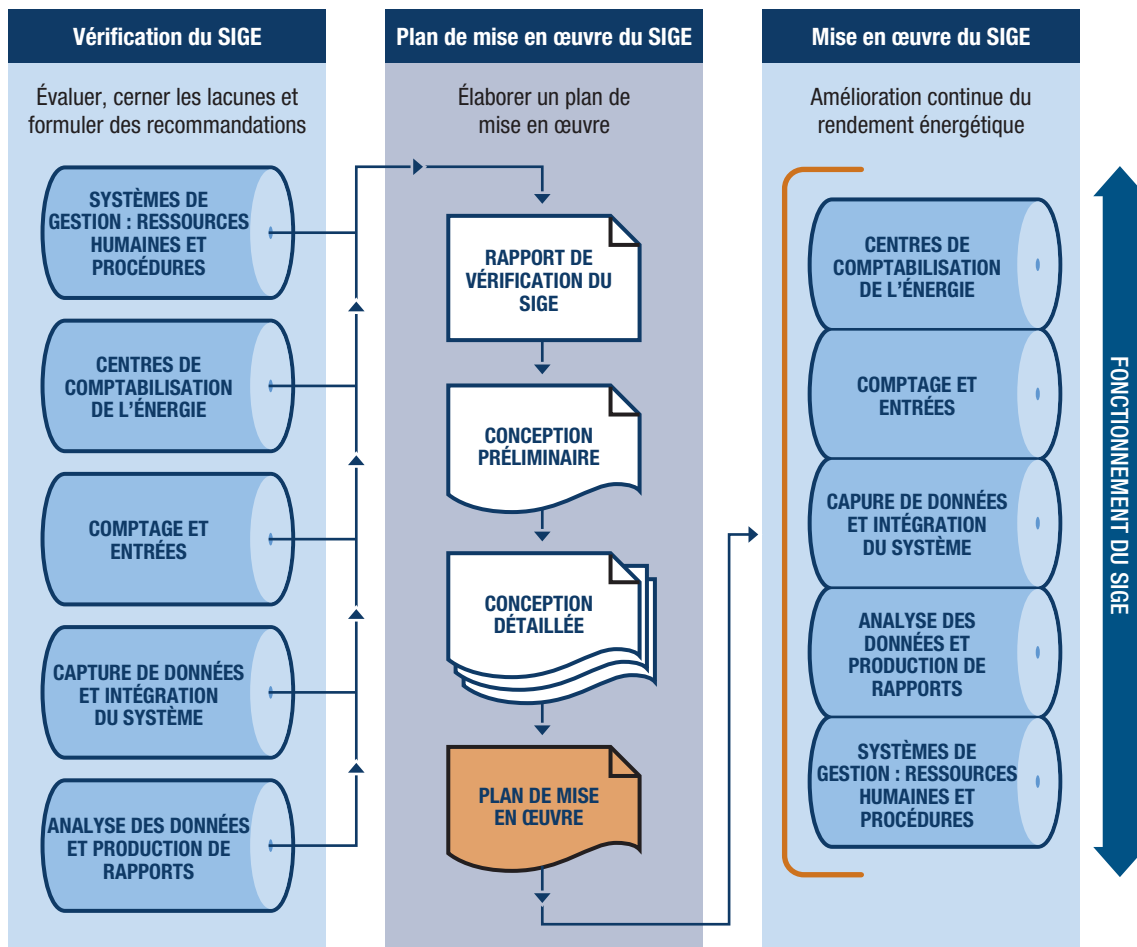 Vérification du SIGE
Évaluer, cerner les lacunes et
formuler des recommandations
SYSTÈMES DE
GESTION : RESSOURCES
HUMAINES ET
PROCÉDURES
CENTRES DE
COMPTABILISATION
DE L'ÉNERGIE
COMPTAGE ET
ENTRÉES
CAPTURE DE DONNÉES
ET INTÉGRATION
DU SYSTÈME
ANALYSE DES DONNÉES
ET PRODUCTION DE
RAPPORTS
Plan de mise en œuvre du SIGE
Élaborer un plan de
mise en œuvre
RAPPORT DE
VÉRIFICATION DU
SIGE
CONCEPTION
PRÉLIMINAIRE
CONCEPTION
DÉTAILLÉE
PLAN DE MISE
EN ŒUVRE
Mise en œuvre du SIGE
Amélioration continue du
rendement énergétique
CENTRES DE
COMPTABILISATION
DE L'ÉNERGIE
COMPTAGE ET
ENTRÉES
CAPURE DE DONNÉES
ET INTÉGRATION
DU SYSTÈME
ANALYSE DES
DONNÉES ET
PRODUCTION DE
RAPPORTS
SYSTÈMES DE
GESTION : RESSOURCES
HUMAINES ET
PROCÉDURES
FONCTIONNEMENT DU SIGE